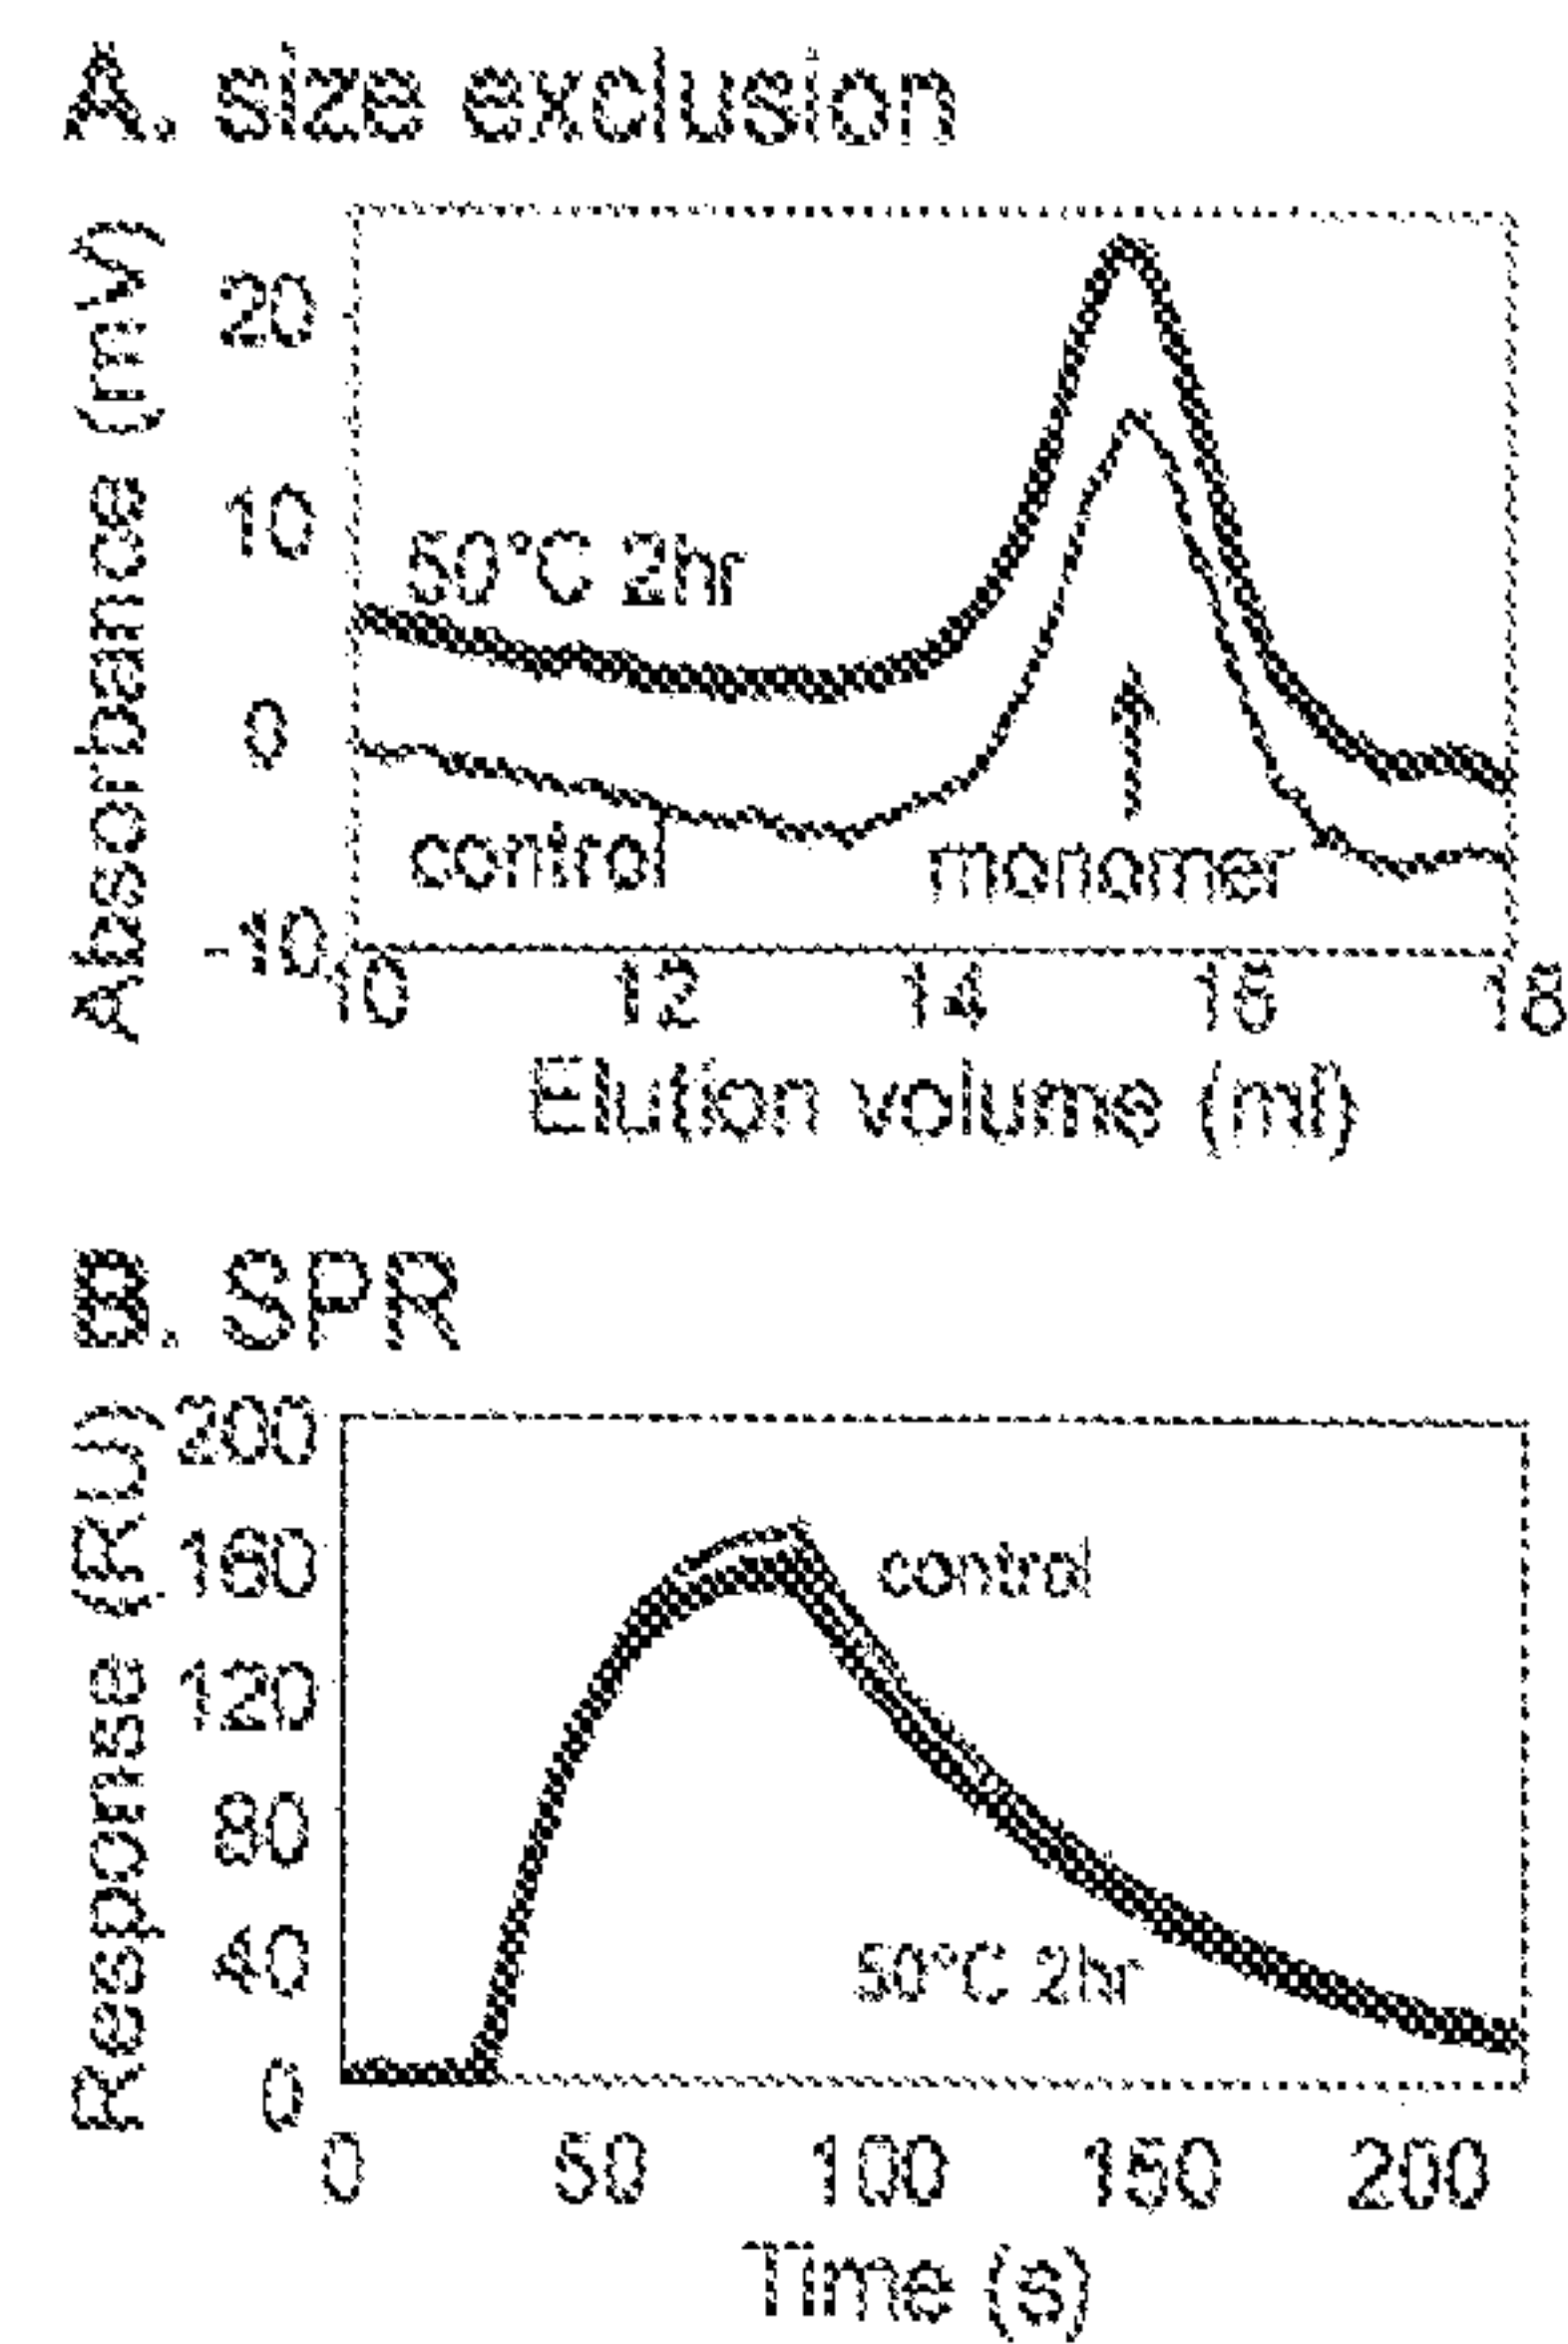 A. size exclusion
Absorbance (mV)
20
10
0
-10
50°C 2hr
control
monomer
10 12 14 16 18
Elution volume (ml)
B. SPR
Response (RU)
200
160
120
80
40
0
control
50°C 2hr
0 50 100 150 200
Time (s)